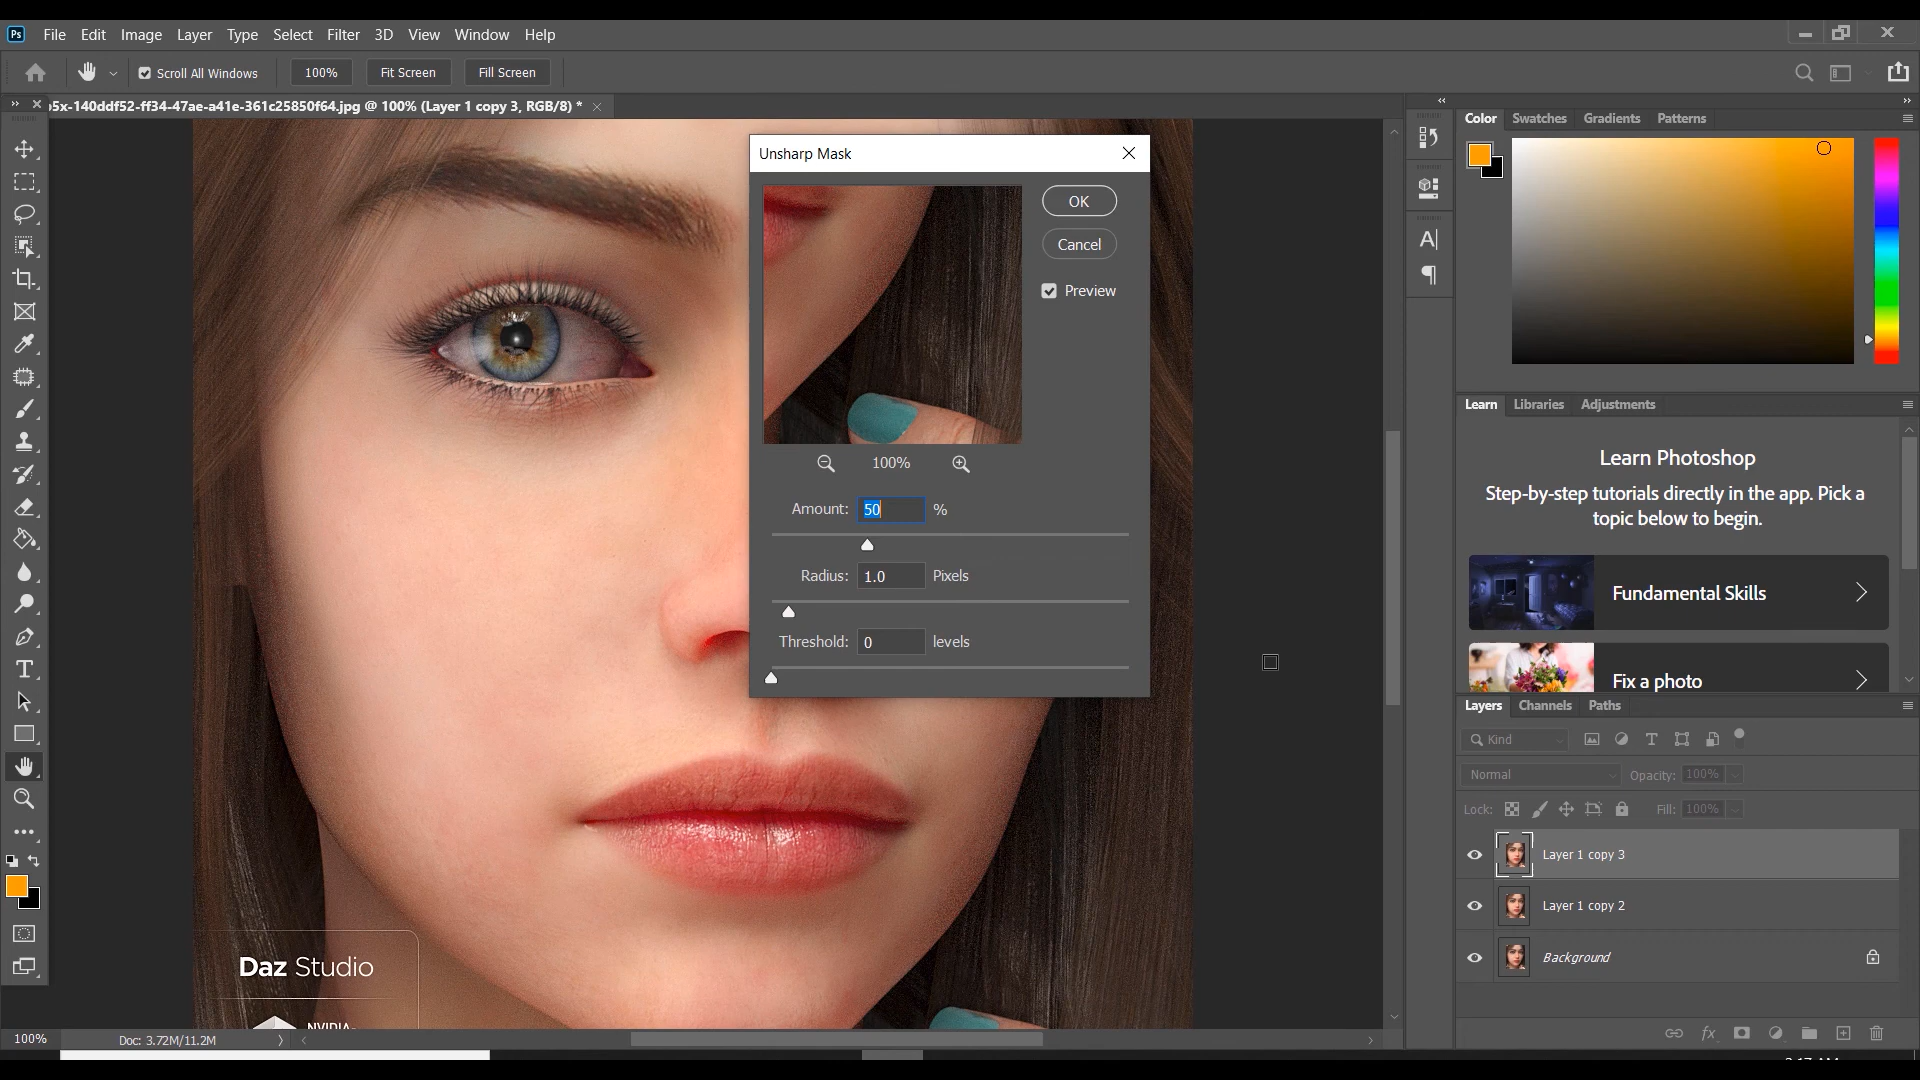 Ps File Edit Image Layer Type Select Filter 3D View Window Help
Scroll All Windows 100% Fit Screen Fill Screen
5x-140ddf52-ff34-47ae-a41e-361c25850f64.jpg @ 100% (Layer 1 copy 3, RGB/8) *
Color Swatches Gradients Patterns
Unsharp Mask
OK
Cancel
Preview
100%
Amount: 50 %
Radius: 1.0 Pixels
Threshold: 0 levels
Learn Libraries Adjustments
Learn Photoshop
Step-by-step tutorials directly in the app. Pick a
topic below to begin.
Fundamental Skills
Fix a photo
Layers Channels Paths
Kind
Normal Opacity: 100%
Lock: Fill: 100%
Layer 1 copy 3
Layer 1 copy 2
Background
Daz Studio
NVIDIA
100% Doc: 3.72M/11.2M